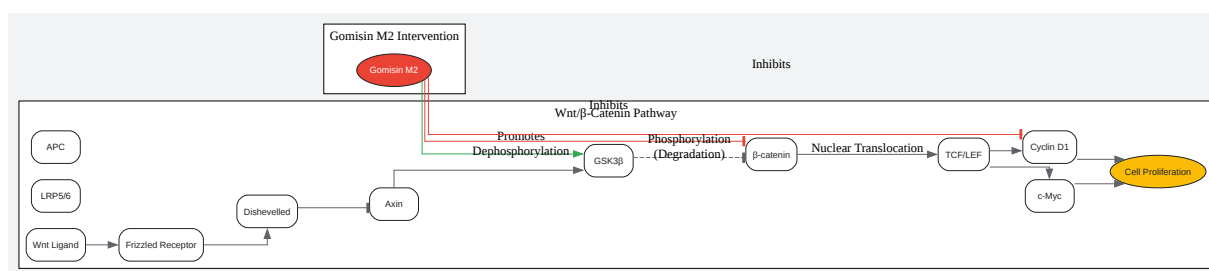 Gomisin M2 Intervention
Gomisin M2
Inhibits
Inhibits
Wnt/β-Catenin Pathway
Promotes
Dephosphorylation
Phosphorylation
(Degradation)
Nuclear Translocation
APC
GSK3β
β-catenin
TCF/LEF
Cyclin D1
Cell Proliferation
LRP5/6
Dishevelled
Axin
c-Myc
Wnt Ligand
Frizzled Receptor